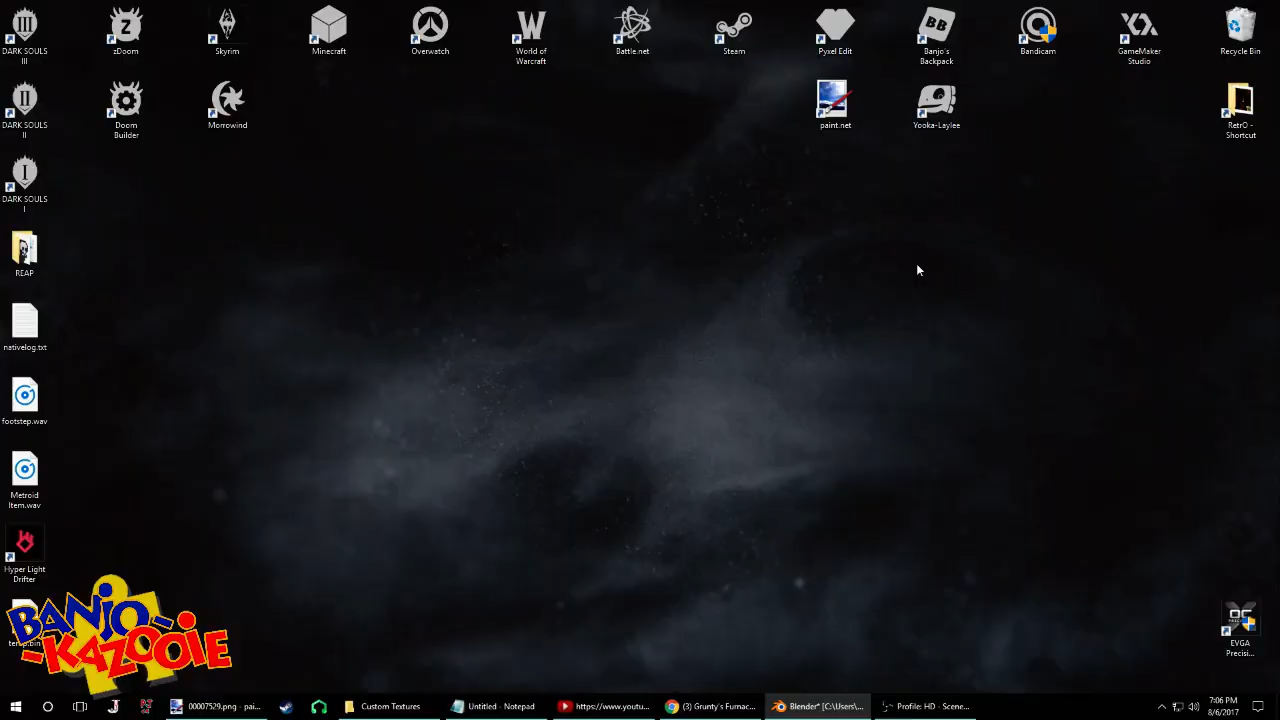 DARK SOULS
III
zDoom
Skyrim
Minecraft
Overwatch
World of
Warcraft
Battle.net
Steam
Pyxel Edit
Banjo's
Backpack
Bandicam
GameMaker
Studio
Recycle Bin
DARK SOULS
II
Doom
Builder
Morrowind
paint.net
Yooka-Laylee
RetrO -
Shortcut
DARK SOULS
I
REAP
nativelog.txt
footstep.wav
Metroid
Item.wav
Hyper Light
Drifter
BANJO-
-KAZOOIE
EVGA
Precisi...
00007529.png - pai...
Custom Textures
Untitled - Notepad
https://www.youtu...
(3) Grunty's Furnac...
Blender* [C:\Users\...
Profile: HD - Scene...
7:06 PM
8/6/2017